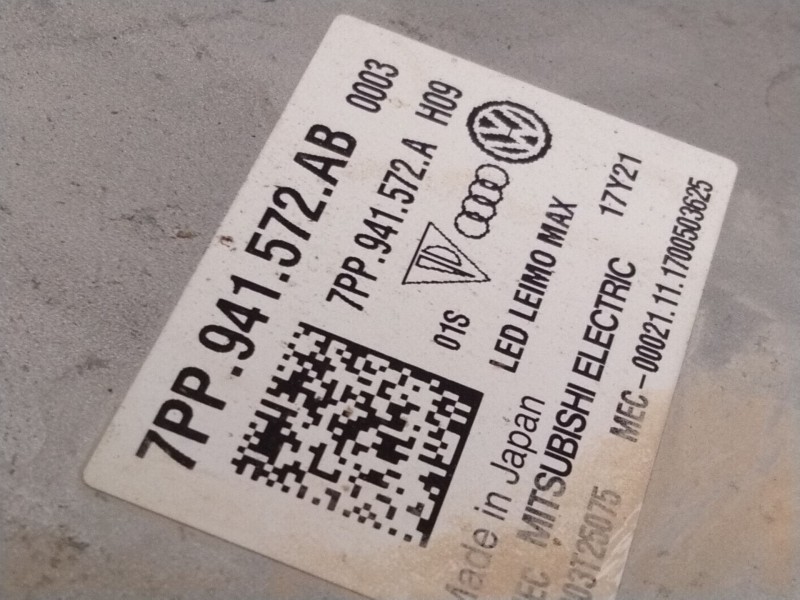 7PP.941.572.AB 0003
7PP.941.572.A H09
01S
LED LEIMO MAX
Made in Japan
MITSUBISHI ELECTRIC 17Y21
MEC-00021.11.1700503625